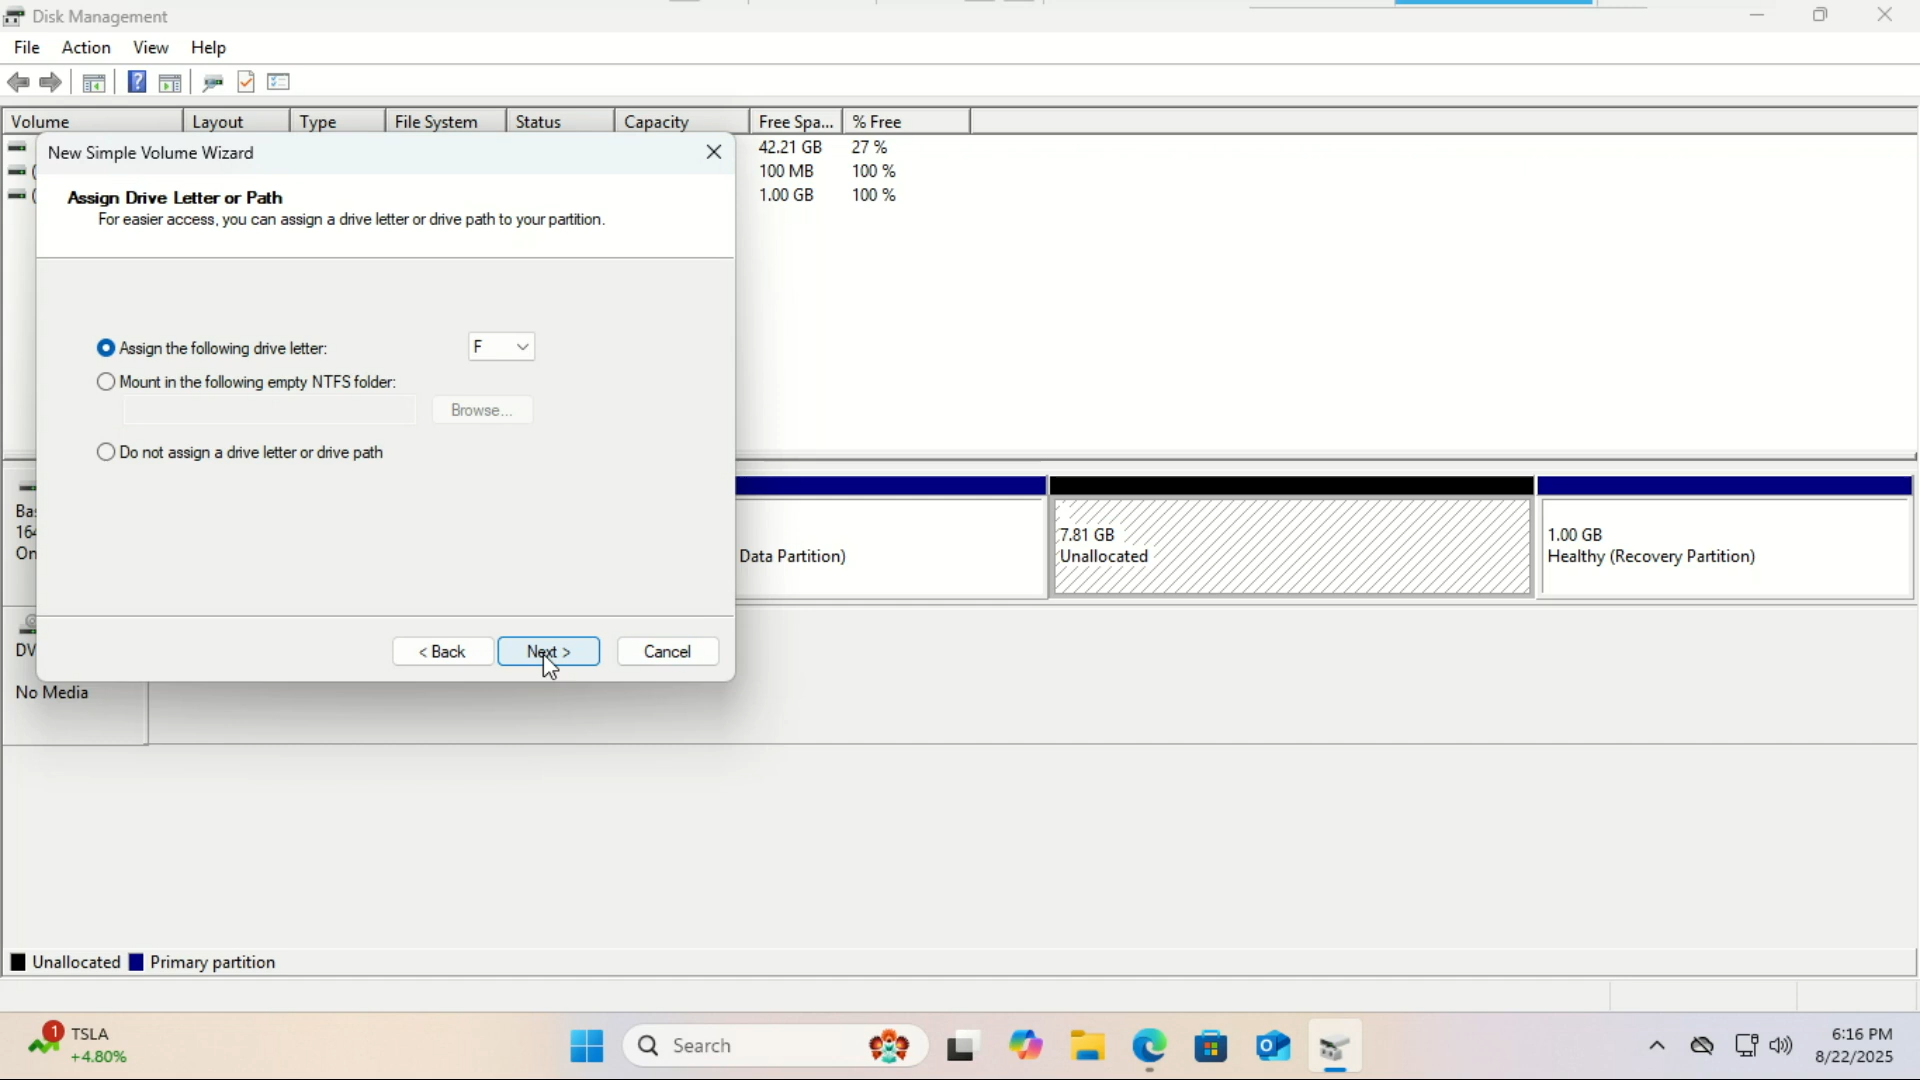 Disk Management
File Action View Help
Volume Layout Type File System Status Capacity Free Spa... % Free
42.21 GB 27 %
( 100 MB 100 %
( 1.00 GB 100 %
New Simple Volume Wizard
Assign Drive Letter or Path
For easier access, you can assign a drive letter or drive path to your partition.
Assign the following drive letter: F
Mount in the following empty NTFS folder:
Browse...
Do not assign a drive letter or drive path
< Back Next > Cancel
Ba
164
On
Data Partition)
7.81 GB
Unallocated
1.00 GB
Healthy (Recovery Partition)
DV
No Media
Unallocated Primary partition
1 TSLA
+4.80%
Search
6:16 PM
8/22/2025